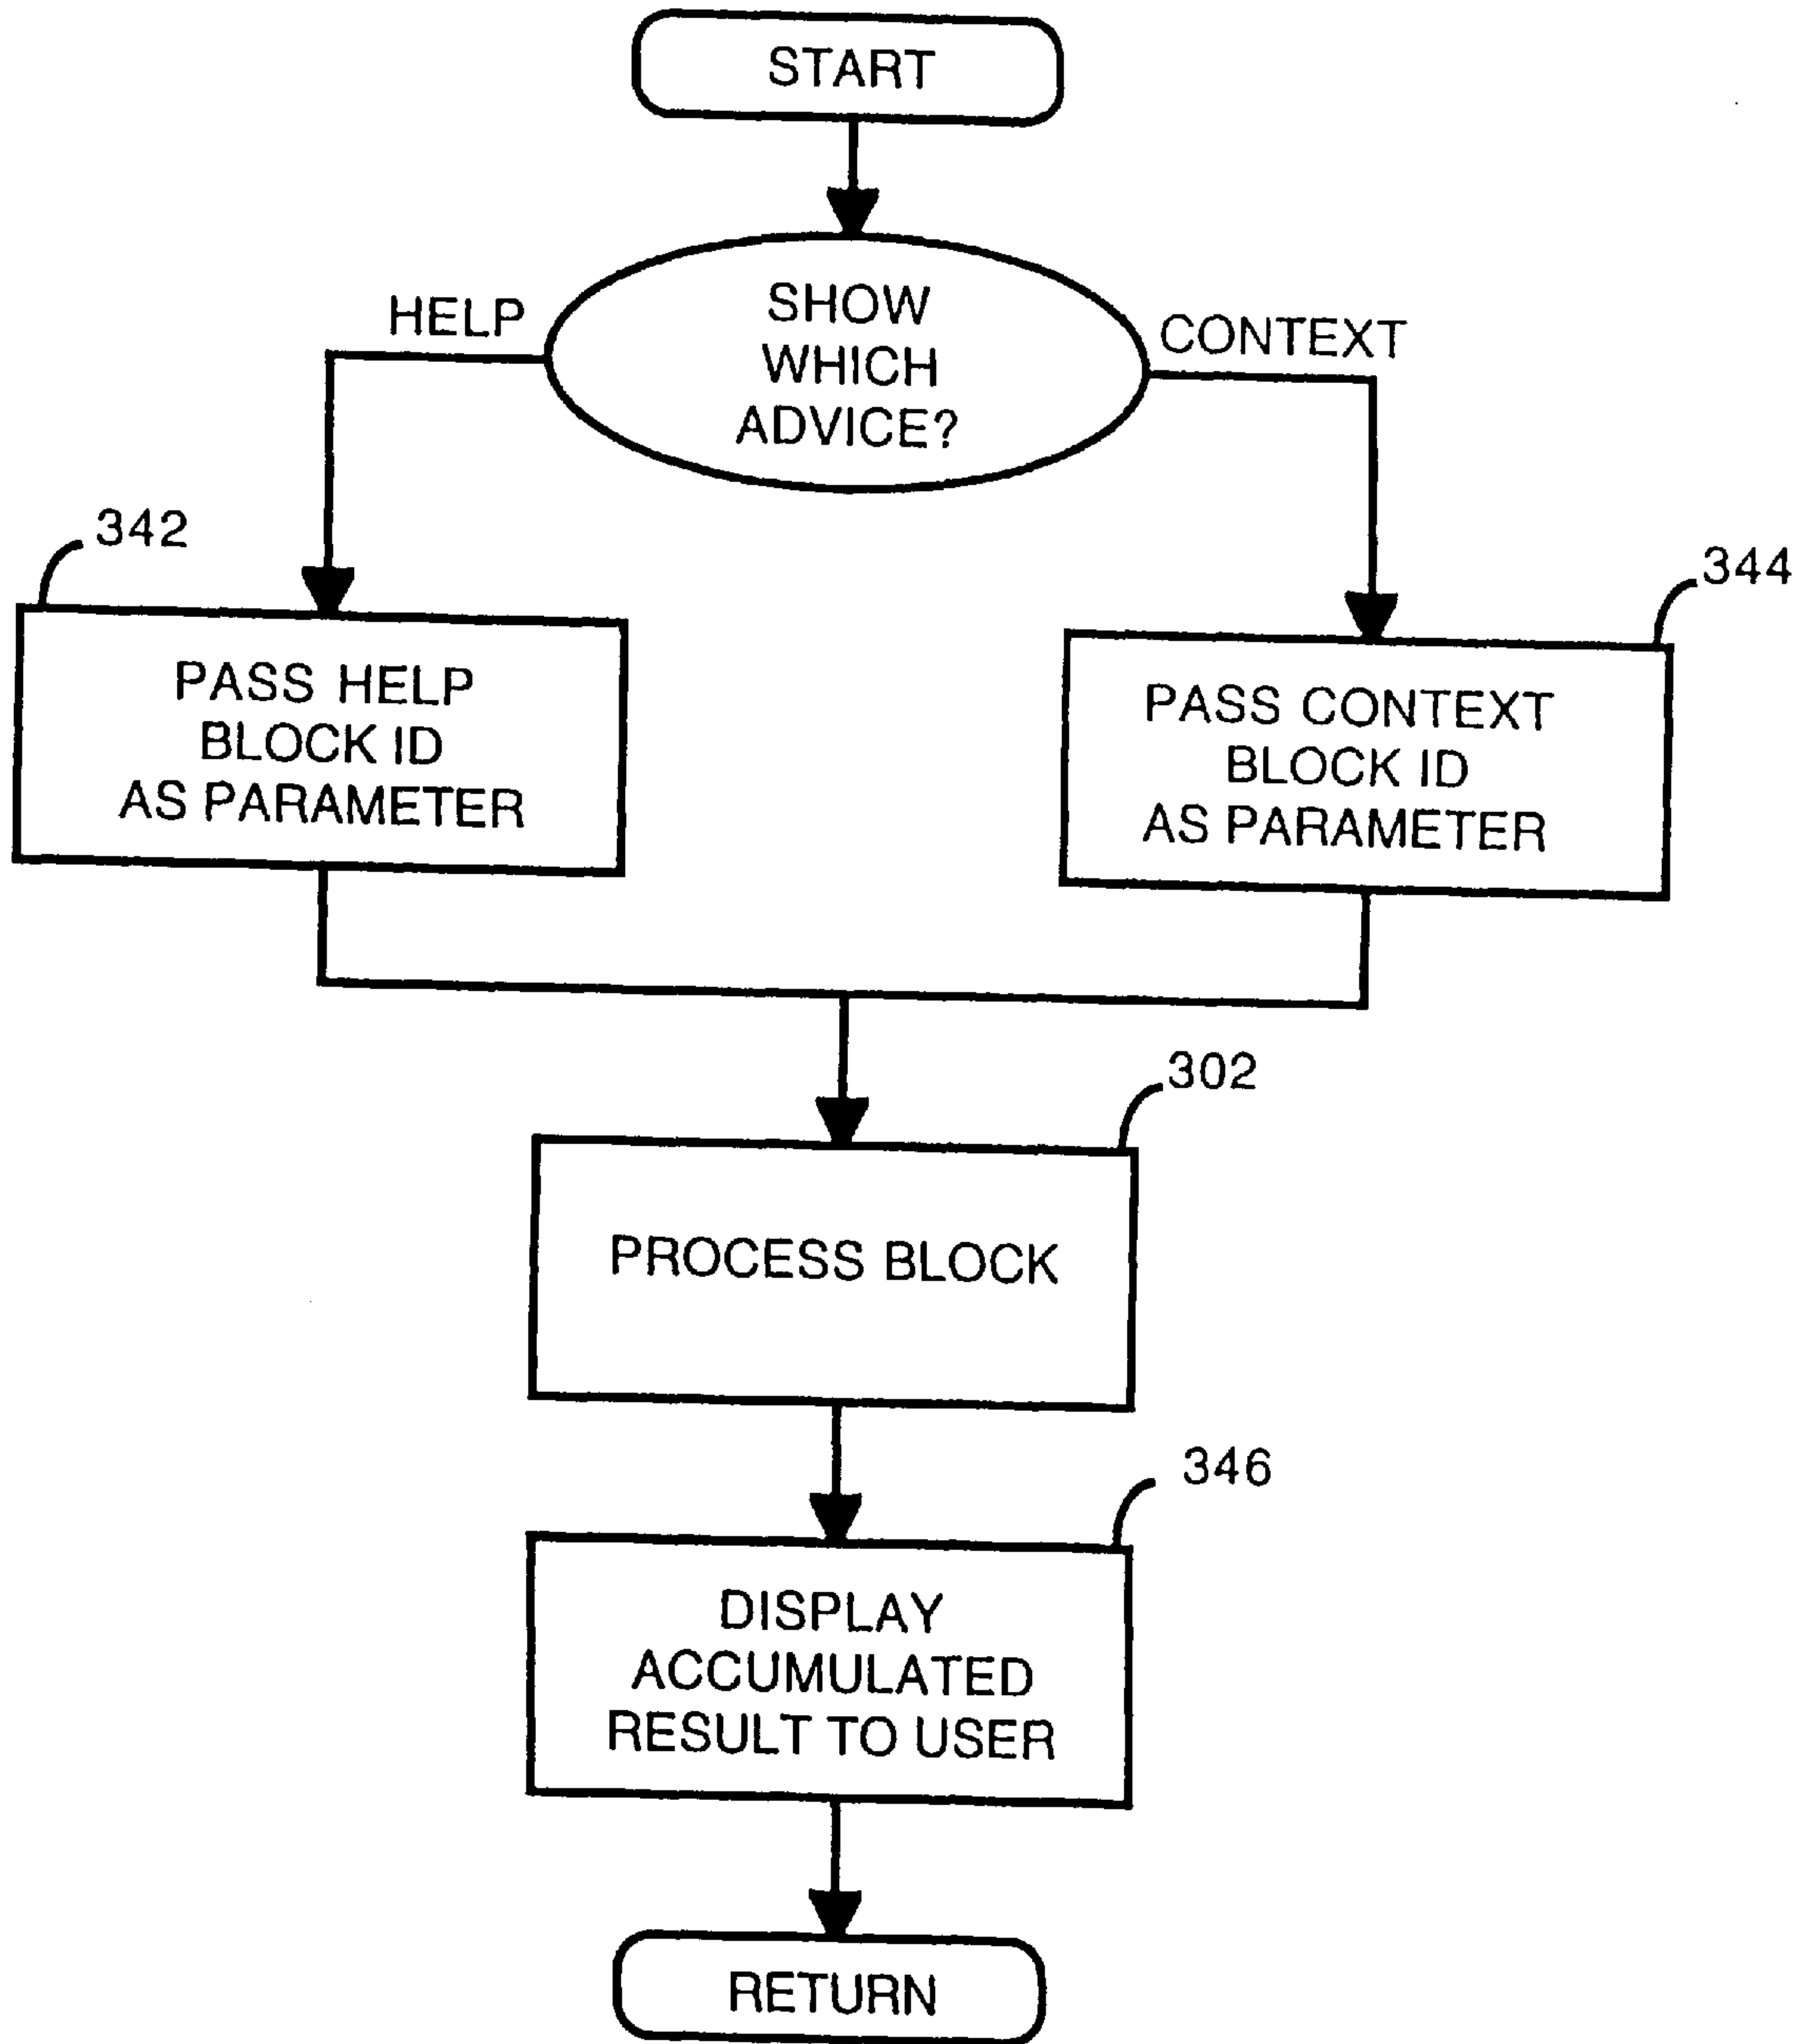 START
SHOW
WHICH
ADVICE?
HELP
CONTEXT
342
344
PASS HELP
BLOCK ID
AS PARAMETER
PASS CONTEXT
BLOCK ID
AS PARAMETER
302
PROCESS BLOCK
346
DISPLAY
ACCUMULATED
RESULT TO USER
RETURN